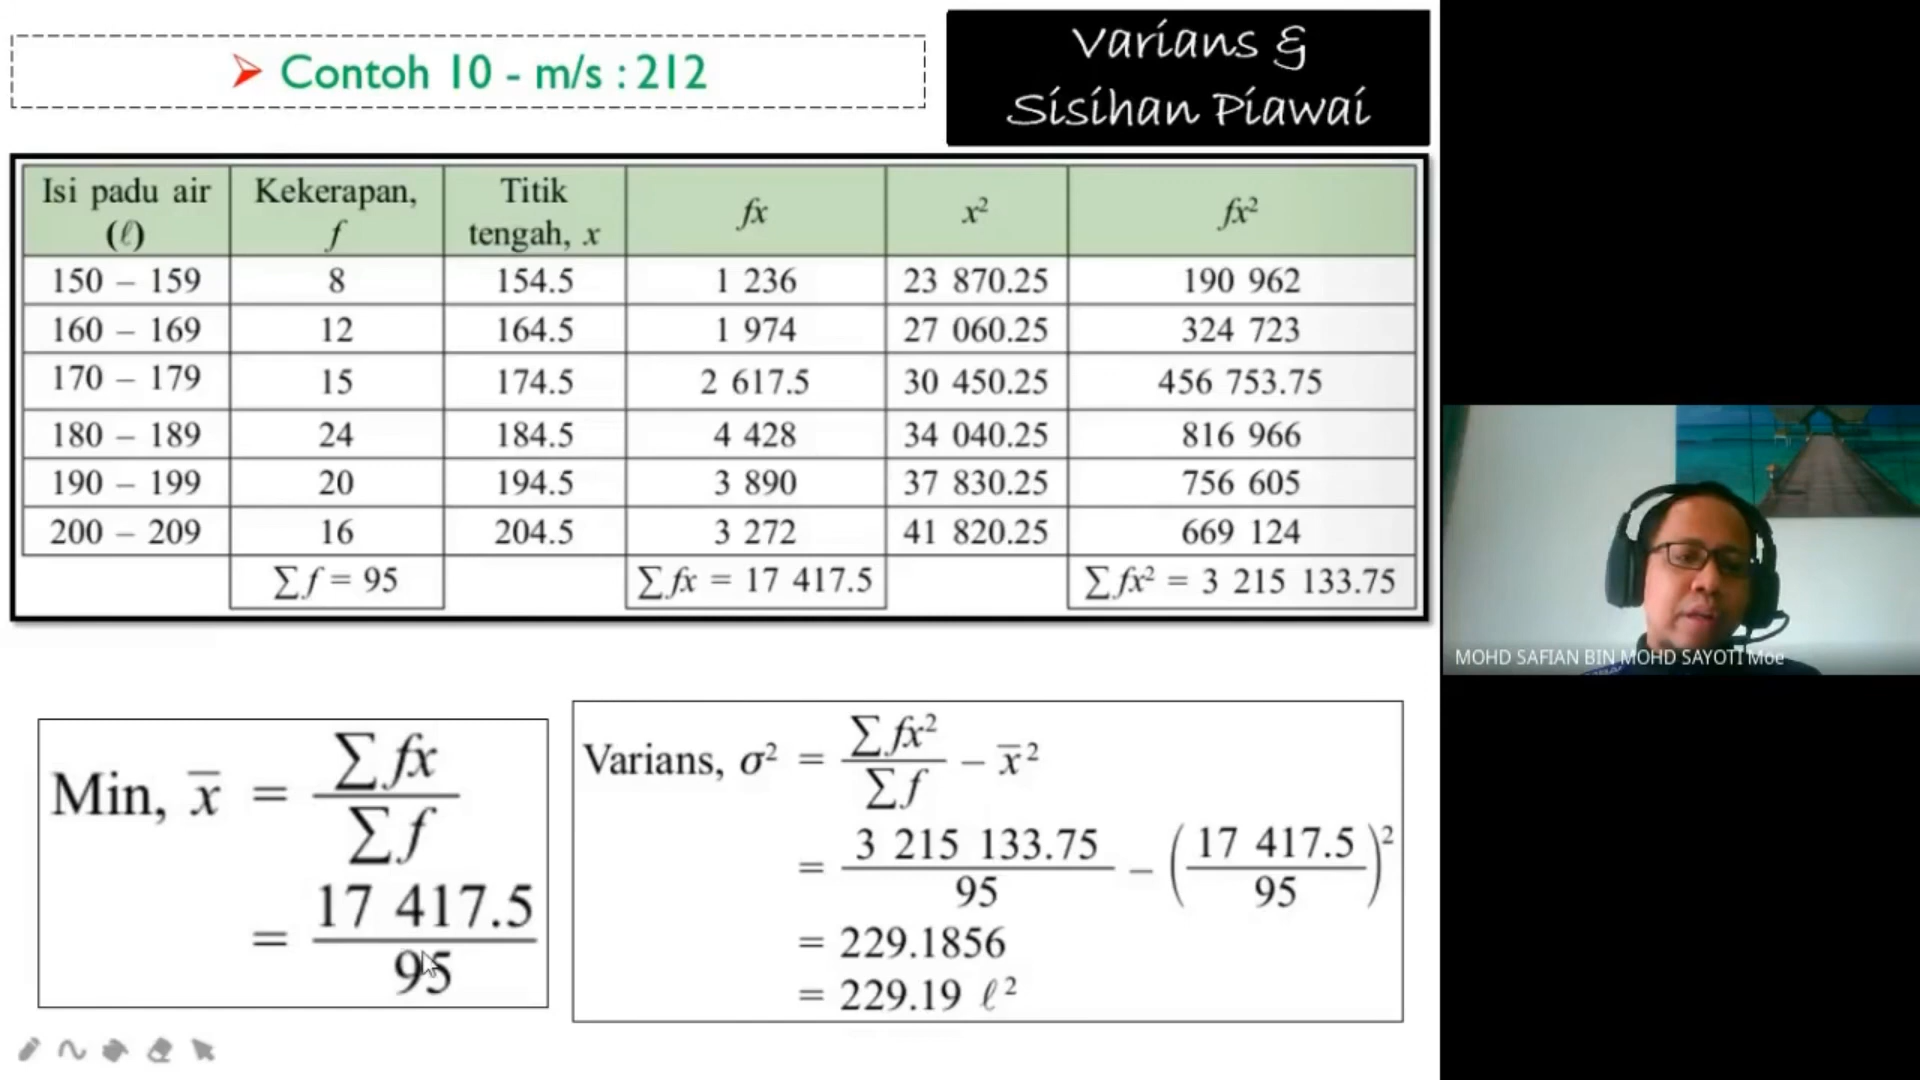 ➢ Contoh 10 - m/s : 212
Varians &
Sisihan Piawai
Isi padu air (ℓ) | Kekerapan, f | Titik tengah, x | fx | x² | fx²
150 – 159 | 8 | 154.5 | 1 236 | 23 870.25 | 190 962
160 – 169 | 12 | 164.5 | 1 974 | 27 060.25 | 324 723
170 – 179 | 15 | 174.5 | 2 617.5 | 30 450.25 | 456 753.75
180 – 189 | 24 | 184.5 | 4 428 | 34 040.25 | 816 966
190 – 199 | 20 | 194.5 | 3 890 | 37 830.25 | 756 605
200 – 209 | 16 | 204.5 | 3 272 | 41 820.25 | 669 124
∑f = 95 | ∑fx = 17 417.5 | ∑fx² = 3 215 133.75
Min, x̄ = ∑fx / ∑f
= 17 417.5 / 95
Varians, σ² = ∑fx² / ∑f – x̄²
= 3 215 133.75 / 95 – (17 417.5 / 95)²
= 229.1856
= 229.19 ℓ²
MOHD SAFIAN BIN MOHD SAYOTI Moe